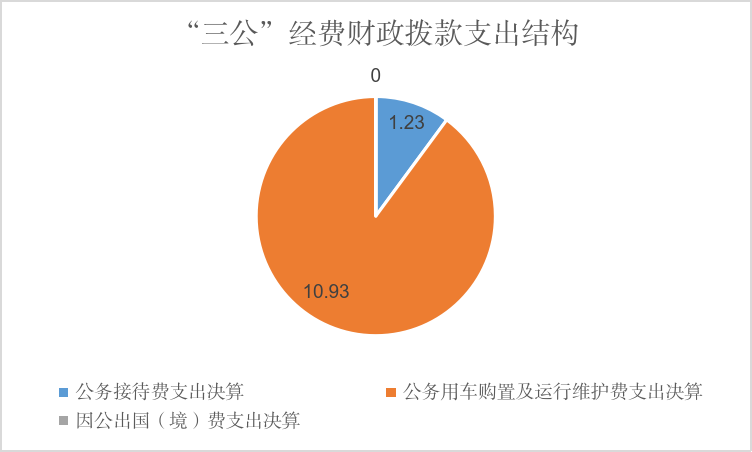 “三公”经费财政拨款支出结构
0
1.23
10.93
公务接待费支出决算
公务用车购置及运行维护费支出决算
因公出国（境）费支出决算